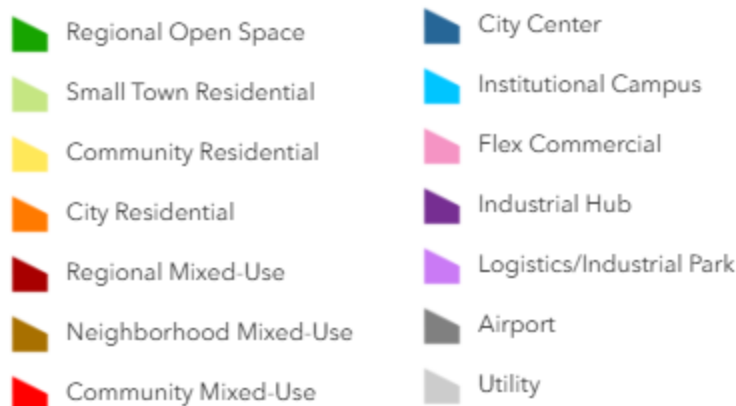 Regional Open Space
Small Town Residential
Community Residential
City Residential
Regional Mixed-Use
Neighborhood Mixed-Use
Community Mixed-Use
City Center
Institutional Campus
Flex Commercial
Industrial Hub
Logistics/Industrial Park
Airport
Utility